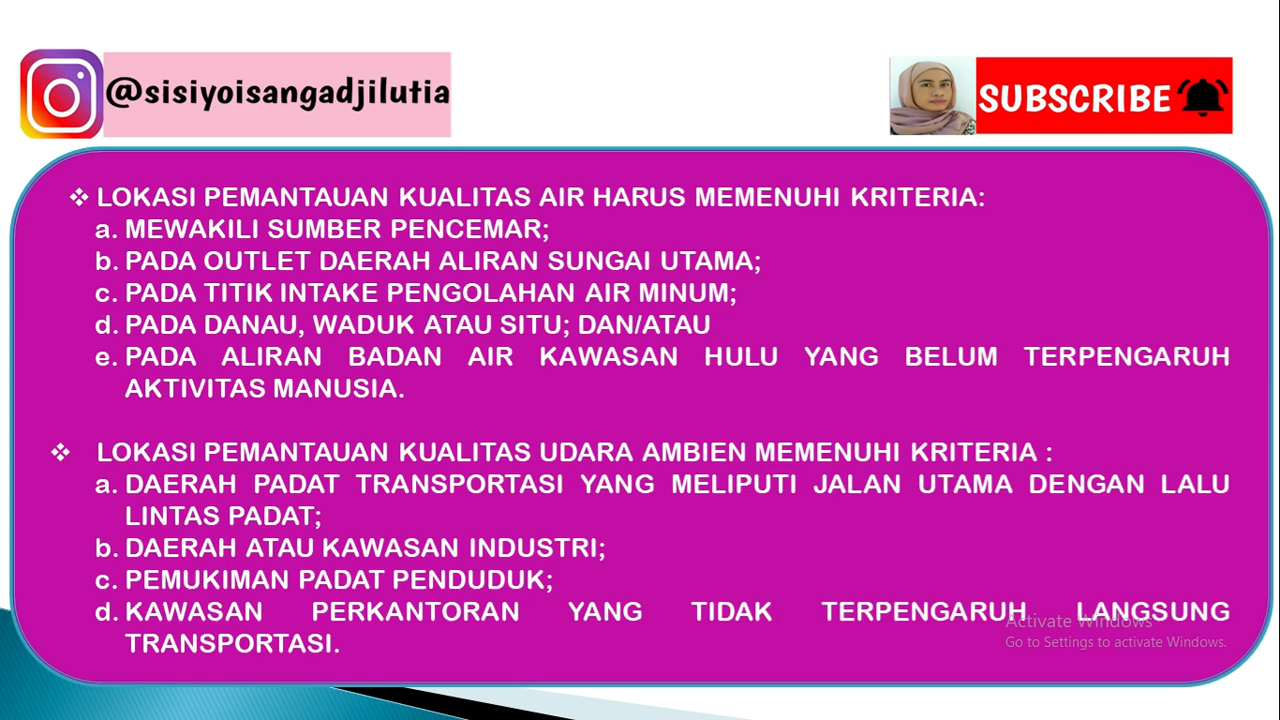 @sisiyoisangadjilutia
SUBSCRIBE
❖ LOKASI PEMANTAUAN KUALITAS AIR HARUS MEMENUHI KRITERIA:
a. MEWAKILI SUMBER PENCEMAR;
b. PADA OUTLET DAERAH ALIRAN SUNGAI UTAMA;
c. PADA TITIK INTAKE PENGOLAHAN AIR MINUM;
d. PADA DANAU, WADUK ATAU SITU; DAN/ATAU
e. PADA ALIRAN BADAN AIR KAWASAN HULU YANG BELUM TERPENGARUH
AKTIVITAS MANUSIA.
❖ LOKASI PEMANTAUAN KUALITAS UDARA AMBIEN MEMENUHI KRITERIA :
a. DAERAH PADAT TRANSPORTASI YANG MELIPUTI JALAN UTAMA DENGAN LALU
LINTAS PADAT;
b. DAERAH ATAU KAWASAN INDUSTRI;
c. PEMUKIMAN PADAT PENDUDUK;
d. KAWASAN PERKANTORAN YANG TIDAK TERPENGARUH LANGSUNG
TRANSPORTASI.
Activate Windows
Go to Settings to activate Windows.